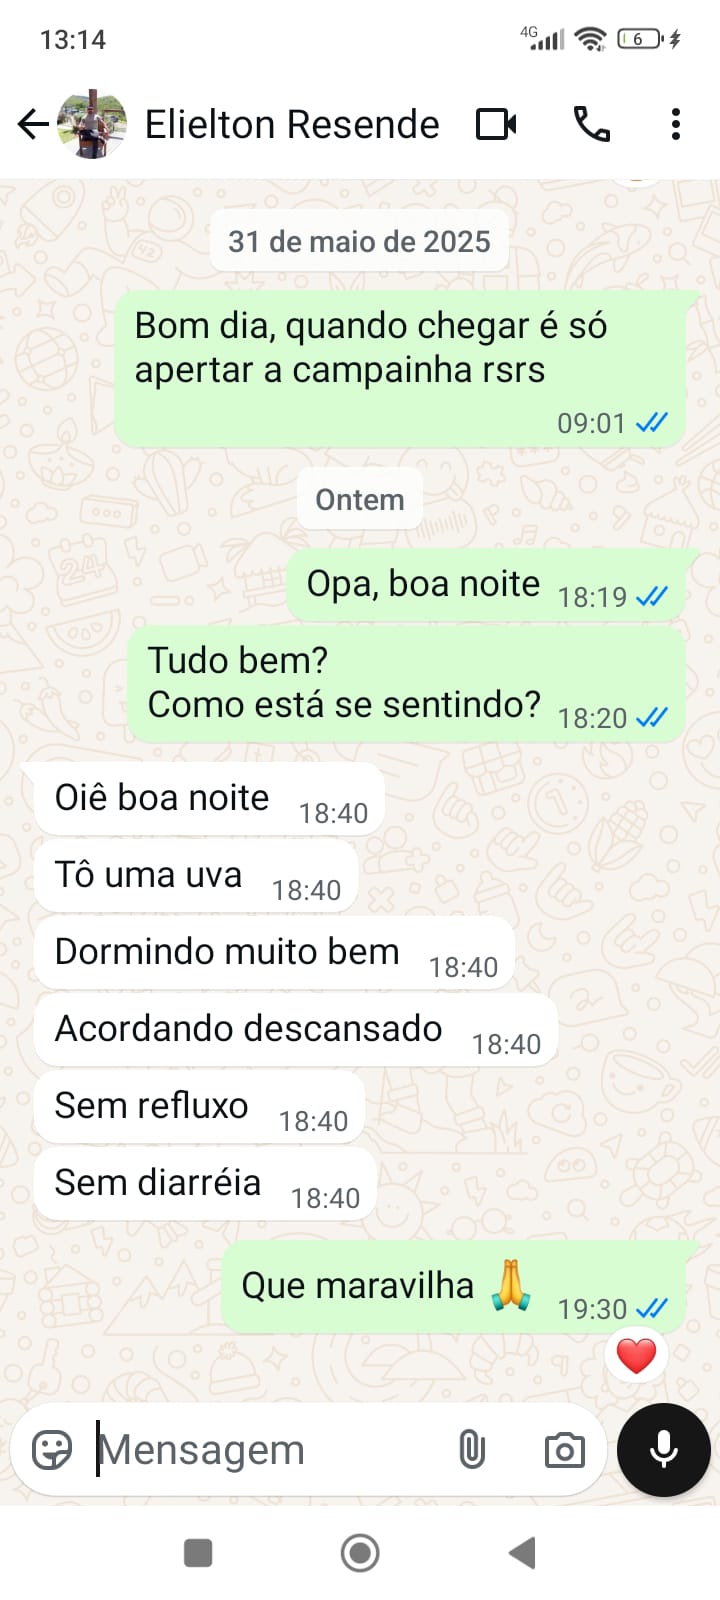 13:14
4G
6
Elielton Resende
31 de maio de 2025
Bom dia, quando chegar é só
apertar a campainha rsrs
09:01
Ontem
Opa, boa noite 18:19
Tudo bem?
Como está se sentindo? 18:20
Oiê boa noite 18:40
Tô uma uva 18:40
Dormindo muito bem 18:40
Acordando descansado 18:40
Sem refluxo 18:40
Sem diarréia 18:40
Que maravilha 🙏 19:30
❤️
Mensagem